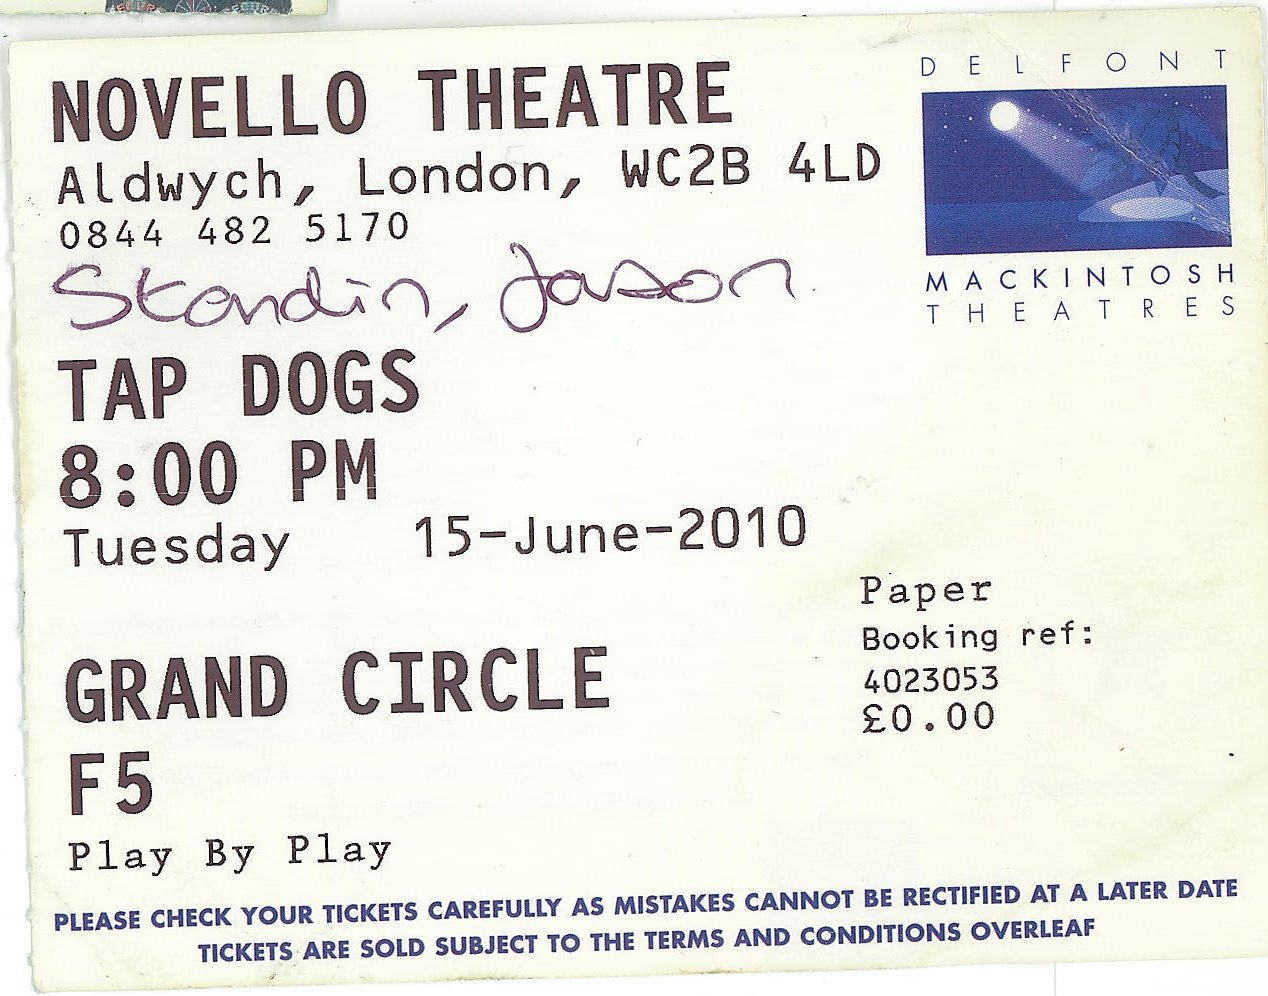 NOVELLO THEATRE
Aldwych, London, WC2B 4LD
0844 482 5170
Standin, Jason
TAP DOGS
8:00 PM
Tuesday 15-June-2010
GRAND CIRCLE
F5
Play By Play
DELFONT
MACKINTOSH
THEATRES
Paper
Booking ref:
4023053
£0.00
PLEASE CHECK YOUR TICKETS CAREFULLY AS MISTAKES CANNOT BE RECTIFIED AT A LATER DATE
TICKETS ARE SOLD SUBJECT TO THE TERMS AND CONDITIONS OVERLEAF